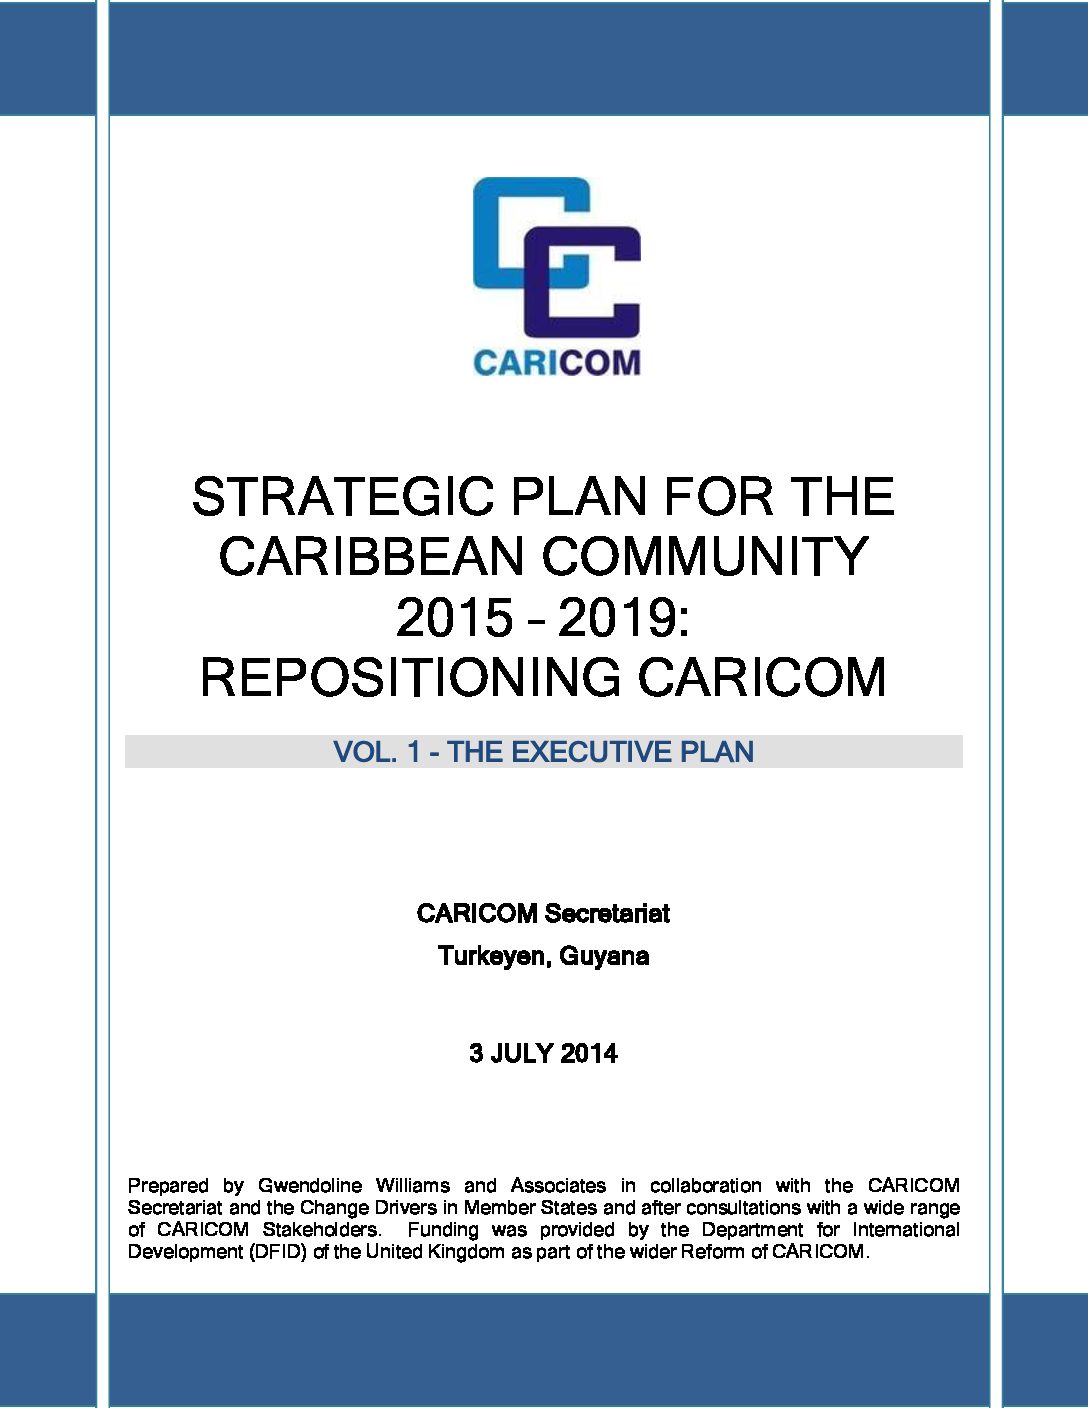 CARICOM
STRATEGIC PLAN FOR THE
CARIBBEAN COMMUNITY
2015 – 2019:
REPOSITIONING CARICOM
VOL. 1 - THE EXECUTIVE PLAN
CARICOM Secretariat
Turkeyen, Guyana
3 JULY 2014
Prepared by Gwendoline Williams and Associates in collaboration with the CARICOM
Secretariat and the Change Drivers in Member States and after consultations with a wide range
of CARICOM Stakeholders. Funding was provided by the Department for International
Development (DFID) of the United Kingdom as part of the wider Reform of CARICOM.